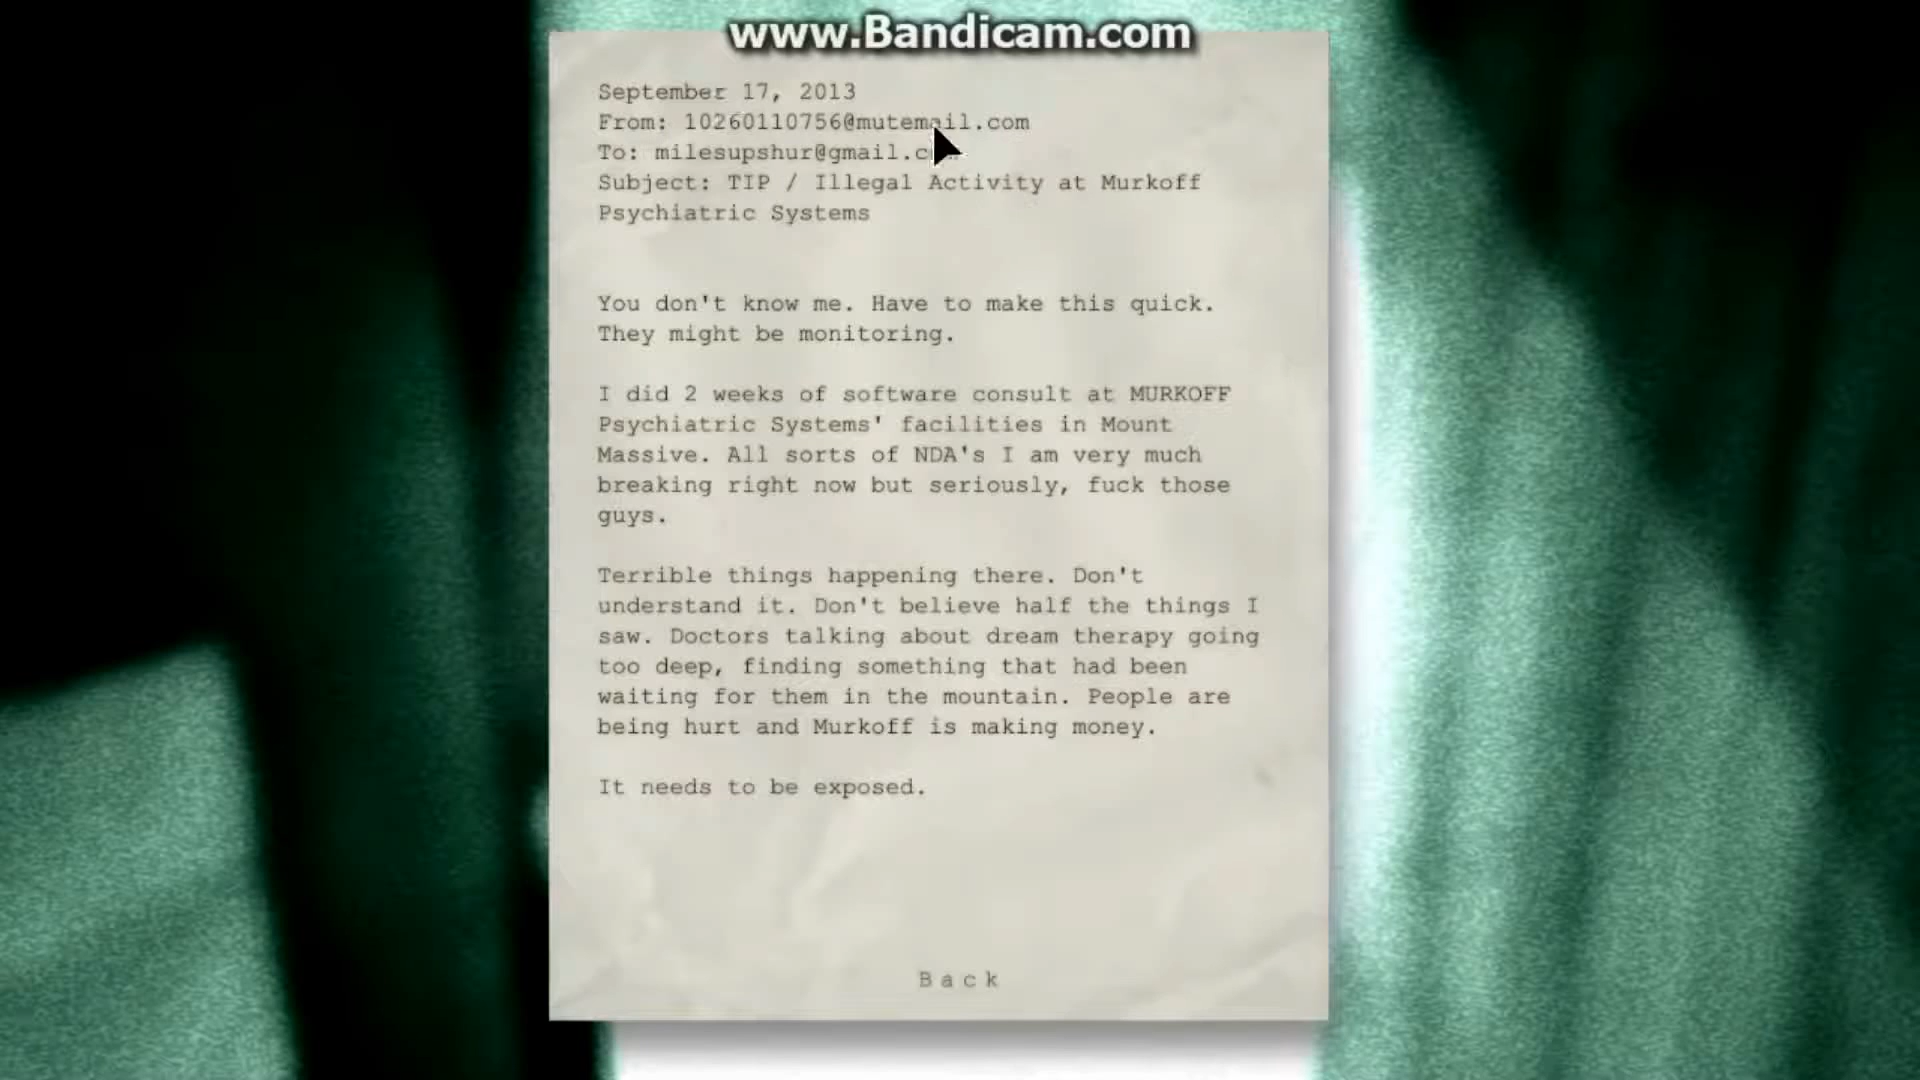 www.Bandicam.com
September 17, 2013
From: 10260110756@mutemail.com
To: milesupshur@gmail.c
Subject: TIP / Illegal Activity at Murkoff
Psychiatric Systems
You don't know me. Have to make this quick.
They might be monitoring.
I did 2 weeks of software consult at MURKOFF
Psychiatric Systems' facilities in Mount
Massive. All sorts of NDA's I am very much
breaking right now but seriously, fuck those
guys.
Terrible things happening there. Don't
understand it. Don't believe half the things I
saw. Doctors talking about dream therapy going
too deep, finding something that had been
waiting for them in the mountain. People are
being hurt and Murkoff is making money.
It needs to be exposed.
Back